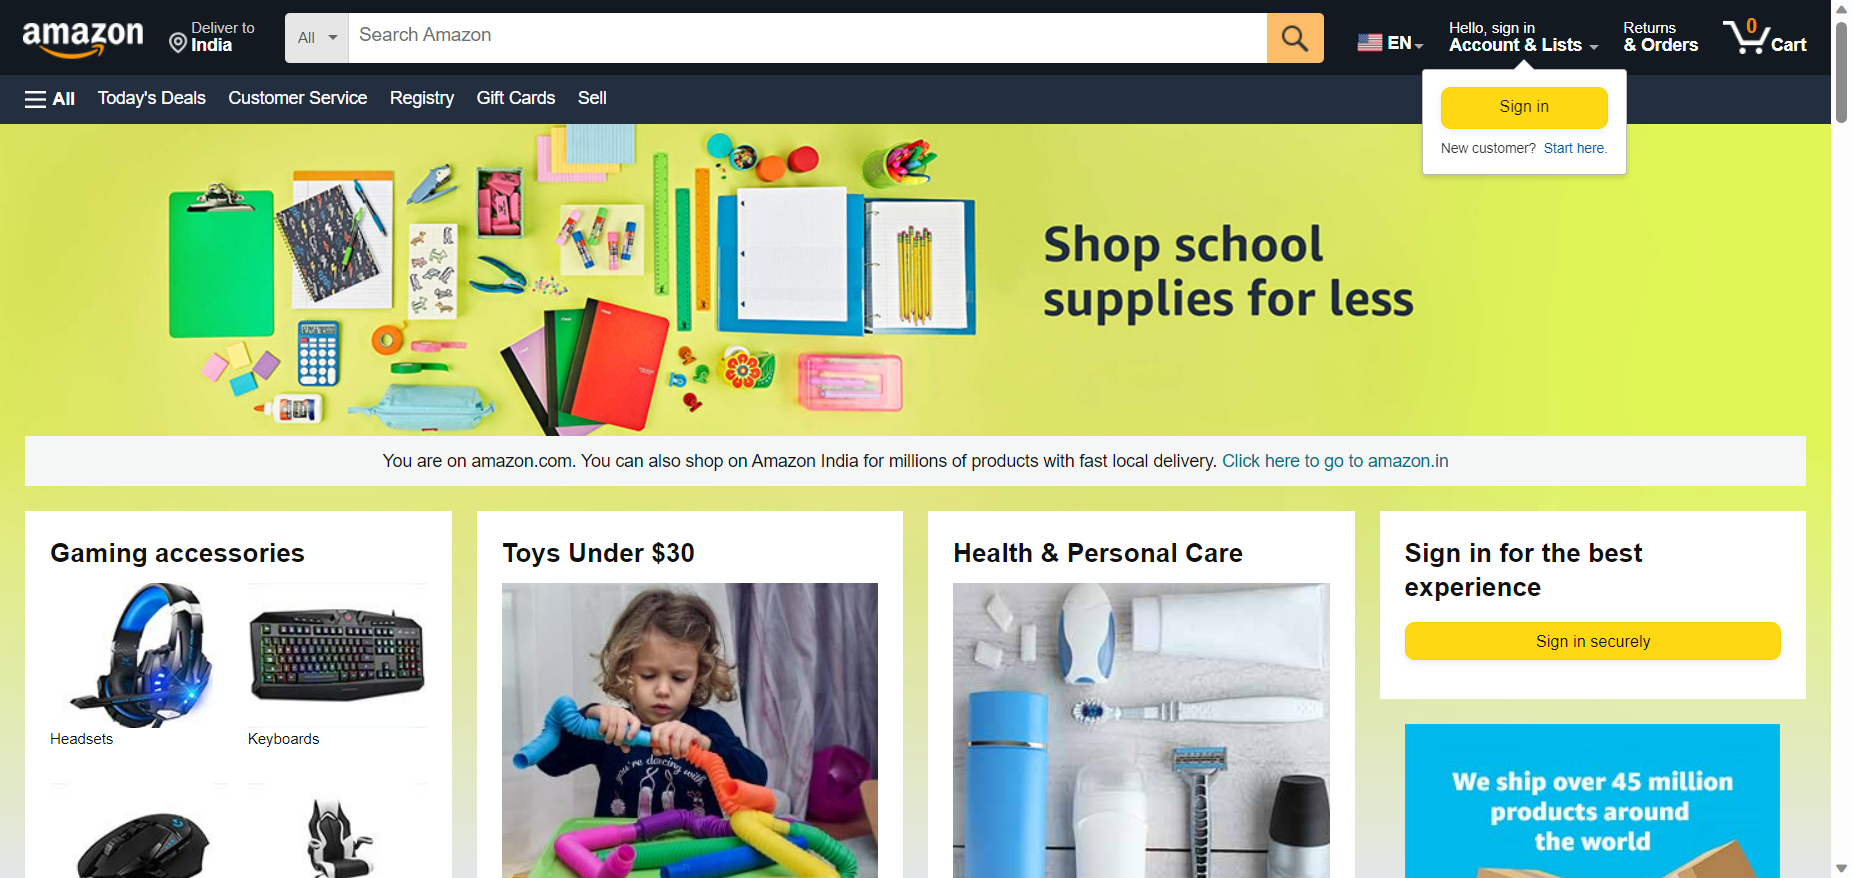 amazon
Deliver to
India
All
Search Amazon
EN
Hello, sign in
Account & Lists
Returns
& Orders
0
Cart
All
Today's Deals
Customer Service
Registry
Gift Cards
Sell
Sign in
New customer? Start here.
Shop school
supplies for less
You are on amazon.com. You can also shop on Amazon India for millions of products with fast local delivery. Click here to go to amazon.in
Gaming accessories
Headsets
Keyboards
Toys Under $30
you're dancing with
Health & Personal Care
Sign in for the best
experience
Sign in securely
We ship over 45 million
products around
the world